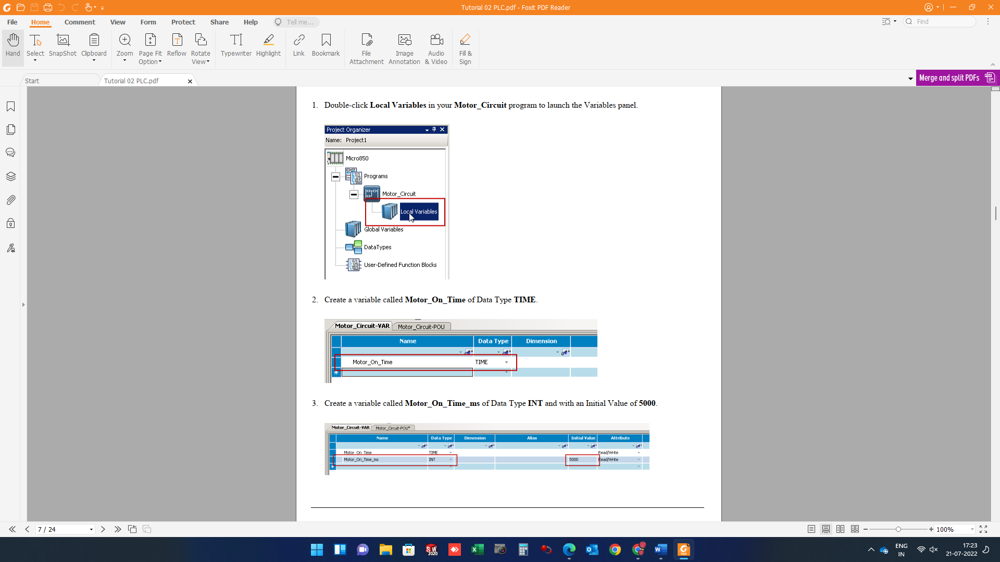 Tutorial 02 PLC.pdf - Foxit PDF Reader
File Home Comment View Form Protect Share Help Tell me... Find
Hand Select SnapShot Clipboard Zoom Page Fit Option Reflow Rotate View Typewriter Highlight Link Bookmark File Attachment Image Annotation Audio & Video Fill & Sign
Start Tutorial 02 PLC.pdf Merge and split PDFs
1. Double-click Local Variables in your Motor_Circuit program to launch the Variables panel.
Project Organizer
Name: Project1
Micro850
Programs
Motor_Circuit
Local Variables
Global Variables
DataTypes
User-Defined Function Blocks
2. Create a variable called Motor_On_Time of Data Type TIME.
Motor_Circuit-VAR Motor_Circuit-POU
Name Data Type Dimension
Motor_On_Time TIME
3. Create a variable called Motor_On_Time_ms of Data Type INT and with an Initial Value of 5000.
Motor_Circuit-VAR Motor_Circuit-POU*
Name Data Type Dimension Alias Initial Value Attribute
Motor_On_Time TIME Read/Write
Motor_On_Time_ms INT 5000 Read/Write
7 / 24 100%
SW 2020 ENG 17:23
IN 21-07-2022